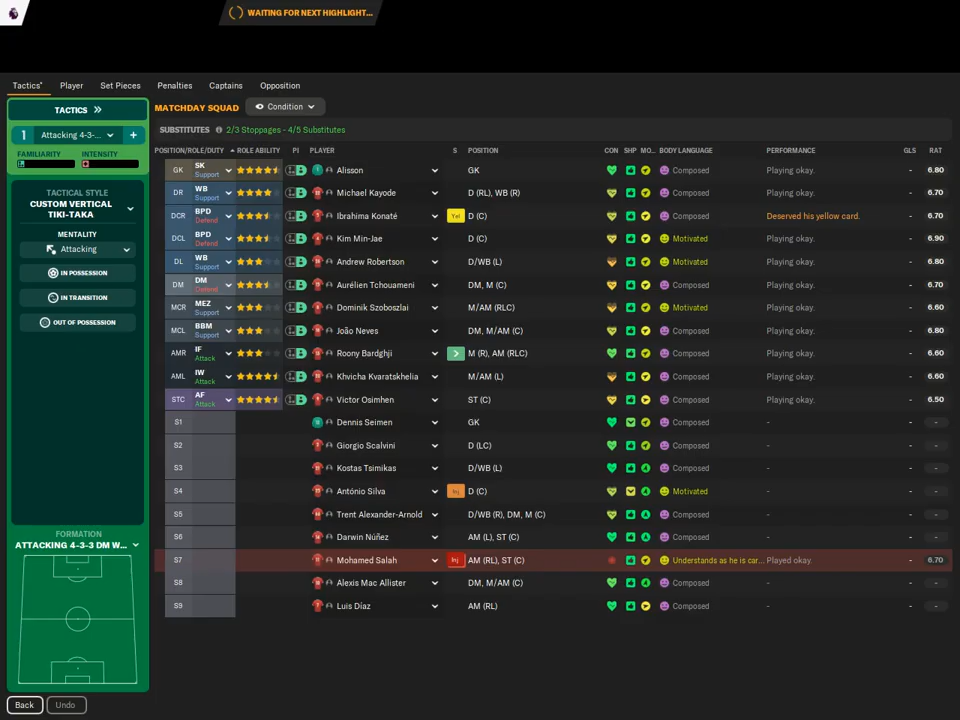 WAITING FOR NEXT HIGHLIGHT...
Tactics* Player Set Pieces Penalties Captains Opposition
TACTICS
1 Attacking 4-3-...
FAMILIARITY INTENSITY
TACTICAL STYLE
CUSTOM VERTICAL
TIKI-TAKA
MENTALITY
Attacking
IN POSSESSION
IN TRANSITION
OUT OF POSSESSION
FORMATION
ATTACKING 4-3-3 DM W...
Back Undo
MATCHDAY SQUAD Condition
SUBSTITUTES 2/3 Stoppages - 4/5 Substitutes
POSITION/ROLE/DUTY ROLE ABILITY PI PLAYER S POSITION CON SHP MO... BODY LANGUAGE PERFORMANCE GLS RAT
GK SK Support Alisson GK Composed Playing okay. - 6.80
DR WB Support Michael Kayode D (RL), WB (R) Composed Playing okay. - 6.70
DCR BPD Defend Ibrahima Konaté Yel D (C) Composed Deserved his yellow card. - 6.70
DCL BPD Defend Kim Min-Jae D (C) Motivated Playing okay. - 6.90
DL WB Support Andrew Robertson D/WB (L) Motivated Playing okay. - 6.80
DM DM Defend Aurélien Tchouameni DM, M (C) Composed Playing okay. - 6.70
MCR MEZ Support Dominik Szoboszlai M/AM (RLC) Motivated Playing okay. - 6.60
MCL BBM Support João Neves DM, M/AM (C) Composed Playing okay. - 6.80
AMR IF Attack Roony Bardghji M (R), AM (RLC) Composed Playing okay. - 6.60
AML IW Attack Khvicha Kvaratskhelia M/AM (L) Composed Playing okay. - 6.60
STC AF Attack Victor Osimhen ST (C) Composed Playing okay. - 6.50
S1 Dennis Seimen GK Composed - - -
S2 Giorgio Scalvini D (LC) Composed - - -
S3 Kostas Tsimikas D/WB (L) Composed - - -
S4 António Silva Inj D (C) Motivated - - -
S5 Trent Alexander-Arnold D/WB (R), DM, M (C) Composed - - -
S6 Darwin Núñez AM (L), ST (C) Composed - - -
S7 Mohamed Salah Inj AM (RL), ST (C) Understands as he is car... Played okay. - 6.70
S8 Alexis Mac Allister DM, M/AM (C) Composed - - -
S9 Luis Díaz AM (RL) Composed - - -